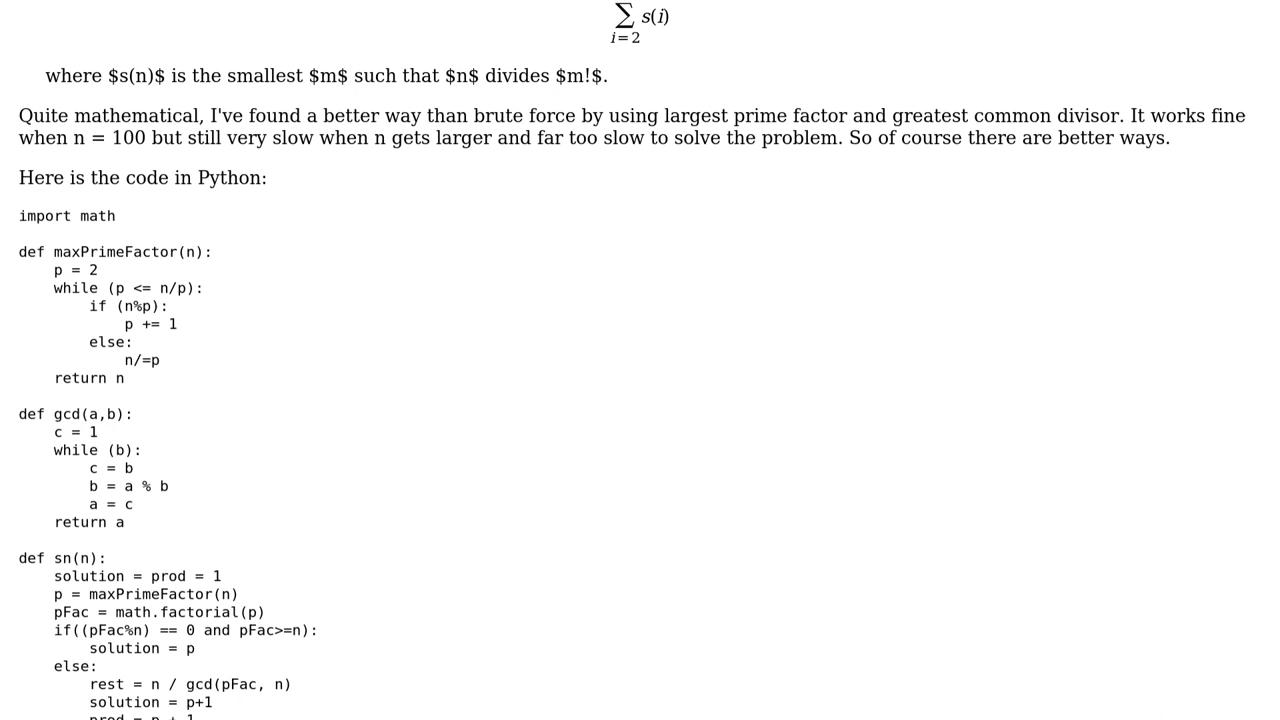 ∑ s(i)
i=2
where $s(n)$ is the smallest $m$ such that $n$ divides $m!$.
Quite mathematical, I've found a better way than brute force by using largest prime factor and greatest common divisor. It works fine
when n = 100 but still very slow when n gets larger and far too slow to solve the problem. So of course there are better ways.
Here is the code in Python:
import math
def maxPrimeFactor(n):
    p = 2
    while (p <= n/p):
        if (n%p):
            p += 1
        else:
            n/=p
    return n
def gcd(a,b):
    c = 1
    while (b):
        c = b
        b = a % b
        a = c
    return a
def sn(n):
    solution = prod = 1
    p = maxPrimeFactor(n)
    pFac = math.factorial(p)
    if((pFac%n) == 0 and pFac>=n):
        solution = p
    else:
        rest = n / gcd(pFac, n)
        solution = p+1
        prod = p + 1